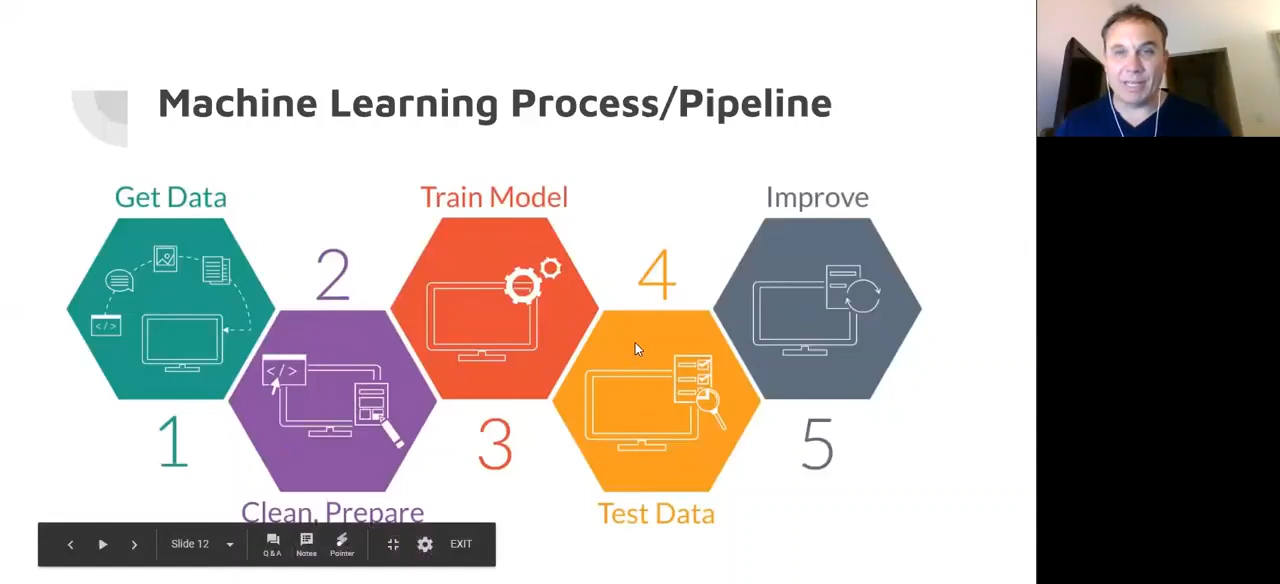 Machine Learning Process/Pipeline
Get Data
Train Model
Improve
2
4
</>
</>
1
3
5
Clean, Prepare
Test Data
Slide 12
Q&A
Notes
Pointer
EXIT